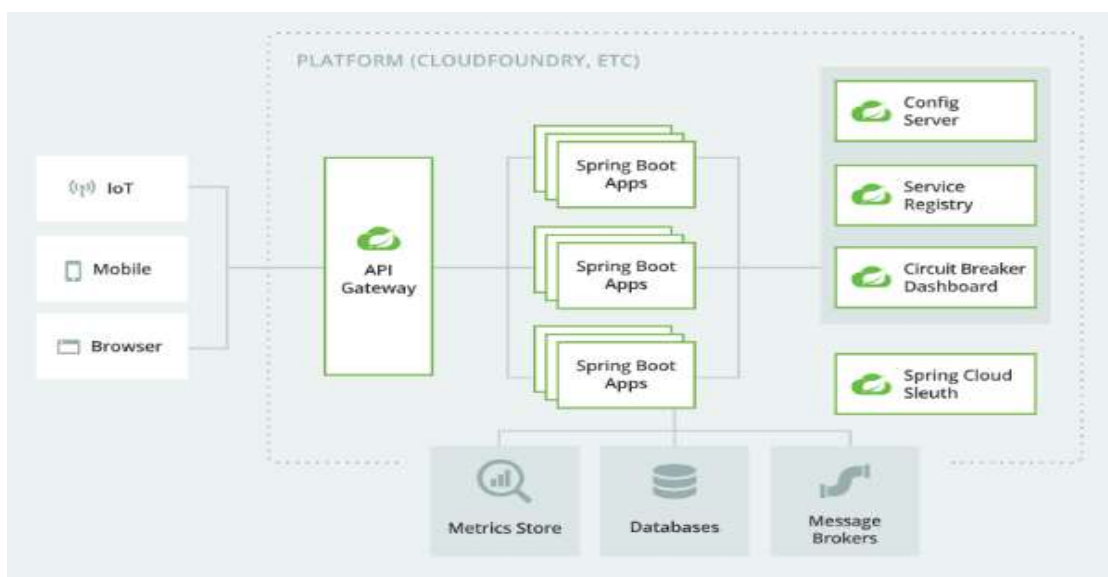 PLATFORM (CLOUDFOUNDRY, ETC)
IoT
Mobile
Browser
API
Gateway
Spring Boot
Apps
Spring Boot
Apps
Spring Boot
Apps
Config
Server
Service
Registry
Circuit Breaker
Dashboard
Spring Cloud
Sleuth
Metrics Store
Databases
Message
Brokers